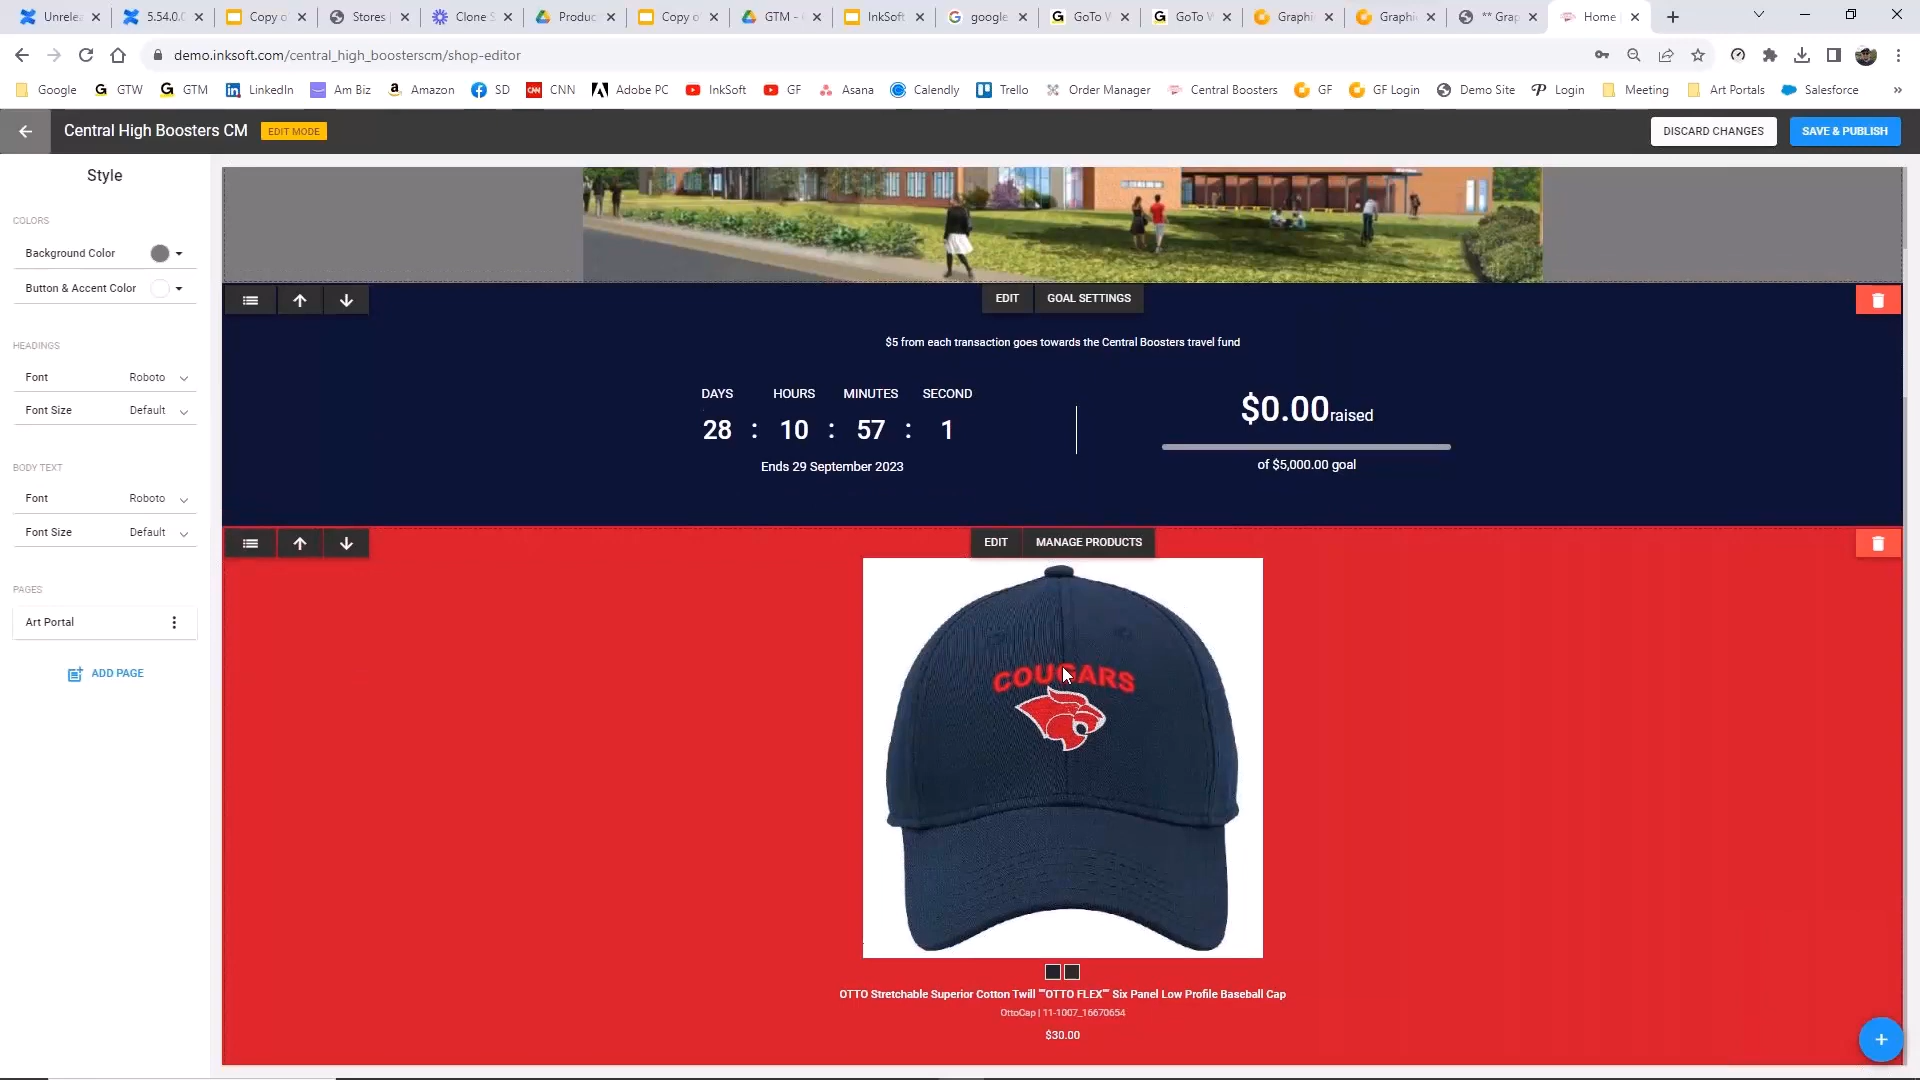 Unrele
5.54.0.0
Copy o
Stores |
Clone S
Produc
Copy o
GTM -
InkSoft
google
GoTo W
GoTo W
Graphi
Graphi
** Grap
Home
demo.inksoft.com/central_high_boosterscm/shop-editor
Google
GTW
GTM
LinkedIn
Am Biz
Amazon
SD
CNN
Adobe PC
InkSoft
GF
Asana
Calendly
Trello
Order Manager
Central Boosters
GF
GF Login
Demo Site
Login
Meeting
Art Portals
Salesforce
»
Central High Boosters CM
EDIT MODE
DISCARD CHANGES
SAVE & PUBLISH
Style
COLORS
Background Color
Button & Accent Color
HEADINGS
Font Roboto
Font Size Default
BODY TEXT
Font Roboto
Font Size Default
PAGES
Art Portal
ADD PAGE
EDIT
GOAL SETTINGS
$5 from each transaction goes towards the Central Boosters travel fund
DAYS HOURS MINUTES SECOND
28 : 10 : 57 : 1
Ends 29 September 2023
$0.00raised
of $5,000.00 goal
EDIT
MANAGE PRODUCTS
COUGARS
OTTO Stretchable Superior Cotton Twill ""OTTO FLEX"" Six Panel Low Profile Baseball Cap
OttoCap | 11-1007_16670654
$30.00